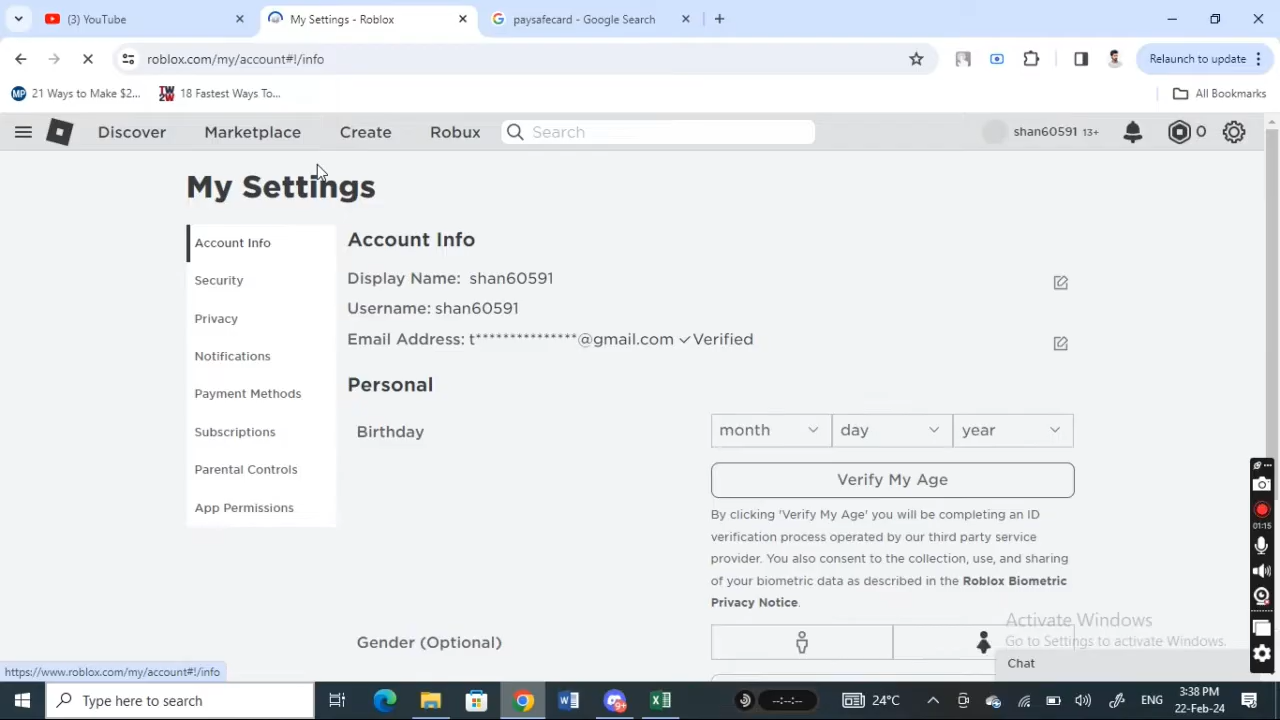 (3) YouTube
My Settings - Roblox
paysafecard - Google Search
roblox.com/my/account#!/info
Relaunch to update
MP 21 Ways to Make $2...
18 Fastest Ways To...
All Bookmarks
Discover
Marketplace
Create
Robux
Search
shan60591 13+
0
My Settings
Account Info
Security
Privacy
Notifications
Payment Methods
Subscriptions
Parental Controls
App Permissions
Account Info
Display Name: shan60591
Username: shan60591
Email Address: t***************@gmail.com ✓Verified
Personal
Birthday
month
day
year
Verify My Age
By clicking 'Verify My Age' you will be completing an ID
verification process operated by our third party service
provider. You also consent to the collection, use, and sharing
of your biometric data as described in the Roblox Biometric
Privacy Notice.
Gender (Optional)
Activate Windows
Go to Settings to activate Windows.
Chat
01:15
https://www.roblox.com/my/account#!/info
Type here to search
9+
--:--:--
24°C
ENG
3:38 PM
22-Feb-24